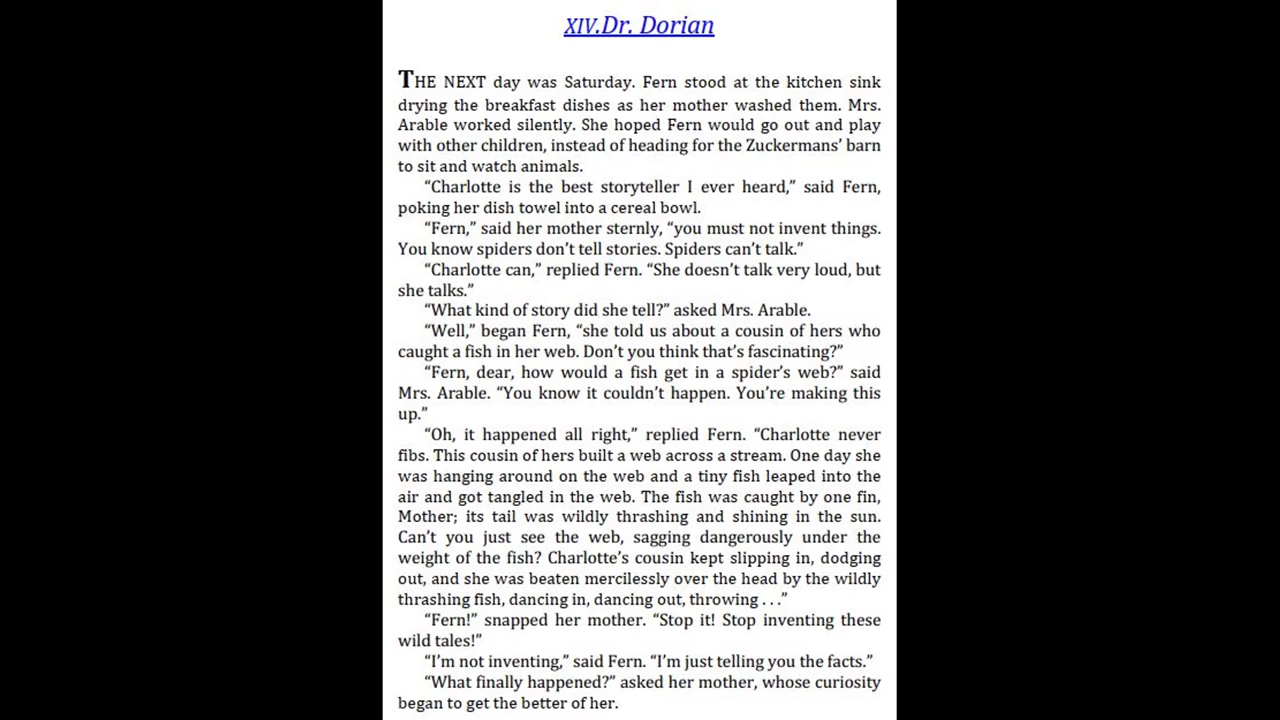 XIV.Dr. Dorian
THE NEXT day was Saturday. Fern stood at the kitchen sink
drying the breakfast dishes as her mother washed them. Mrs.
Arable worked silently. She hoped Fern would go out and play
with other children, instead of heading for the Zuckermans’ barn
to sit and watch animals.
“Charlotte is the best storyteller I ever heard,” said Fern,
poking her dish towel into a cereal bowl.
“Fern,” said her mother sternly, “you must not invent things.
You know spiders don’t tell stories. Spiders can’t talk.”
“Charlotte can,” replied Fern. “She doesn’t talk very loud, but
she talks.”
“What kind of story did she tell?” asked Mrs. Arable.
“Well,” began Fern, “she told us about a cousin of hers who
caught a fish in her web. Don’t you think that’s fascinating?”
“Fern, dear, how would a fish get in a spider’s web?” said
Mrs. Arable. “You know it couldn’t happen. You’re making this
up.”
“Oh, it happened all right,” replied Fern. “Charlotte never
fibs. This cousin of hers built a web across a stream. One day she
was hanging around on the web and a tiny fish leaped into the
air and got tangled in the web. The fish was caught by one fin,
Mother; its tail was wildly thrashing and shining in the sun.
Can’t you just see the web, sagging dangerously under the
weight of the fish? Charlotte’s cousin kept slipping in, dodging
out, and she was beaten mercilessly over the head by the wildly
thrashing fish, dancing in, dancing out, throwing . . .”
“Fern!” snapped her mother. “Stop it! Stop inventing these
wild tales!”
“I’m not inventing,” said Fern. “I’m just telling you the facts.”
“What finally happened?” asked her mother, whose curiosity
began to get the better of her.